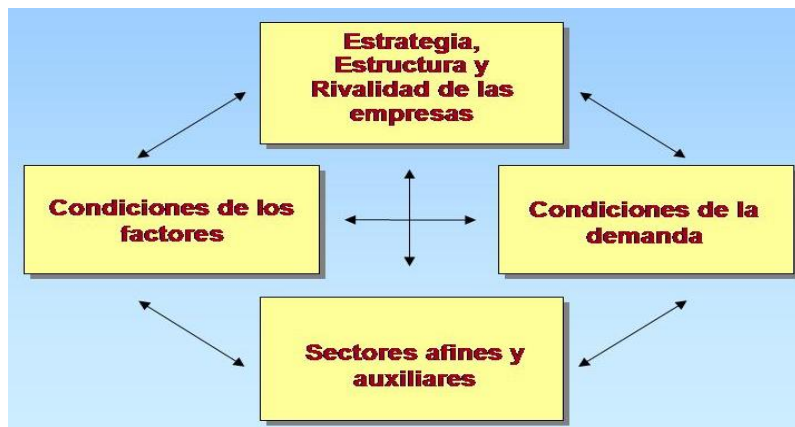 Estrategia,
Estructura y
Rivalidad de las
empresas
Condiciones de los
factores
Condiciones de la
demanda
Sectores afines y
auxiliares